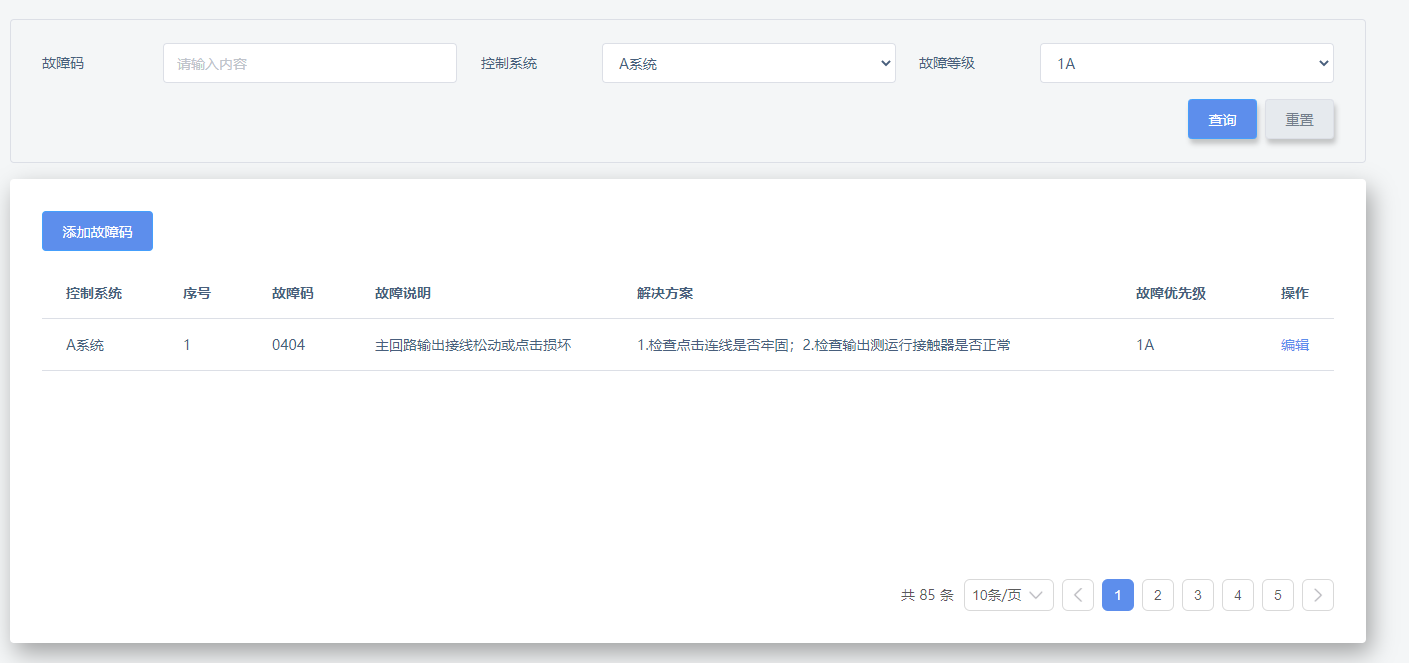 故障码 请输入内容 控制系统 A系统 故障等级 1A
查询 重置
添加故障码
控制系统 序号 故障码 故障说明 解决方案 故障优先级 操作
A系统 1 0404 主回路输出接线松动或点击损坏 1.检查点击连线是否牢固；2.检查输出测运行接触器是否正常 1A 编辑
共 85 条 10条/页 1 2 3 4 5